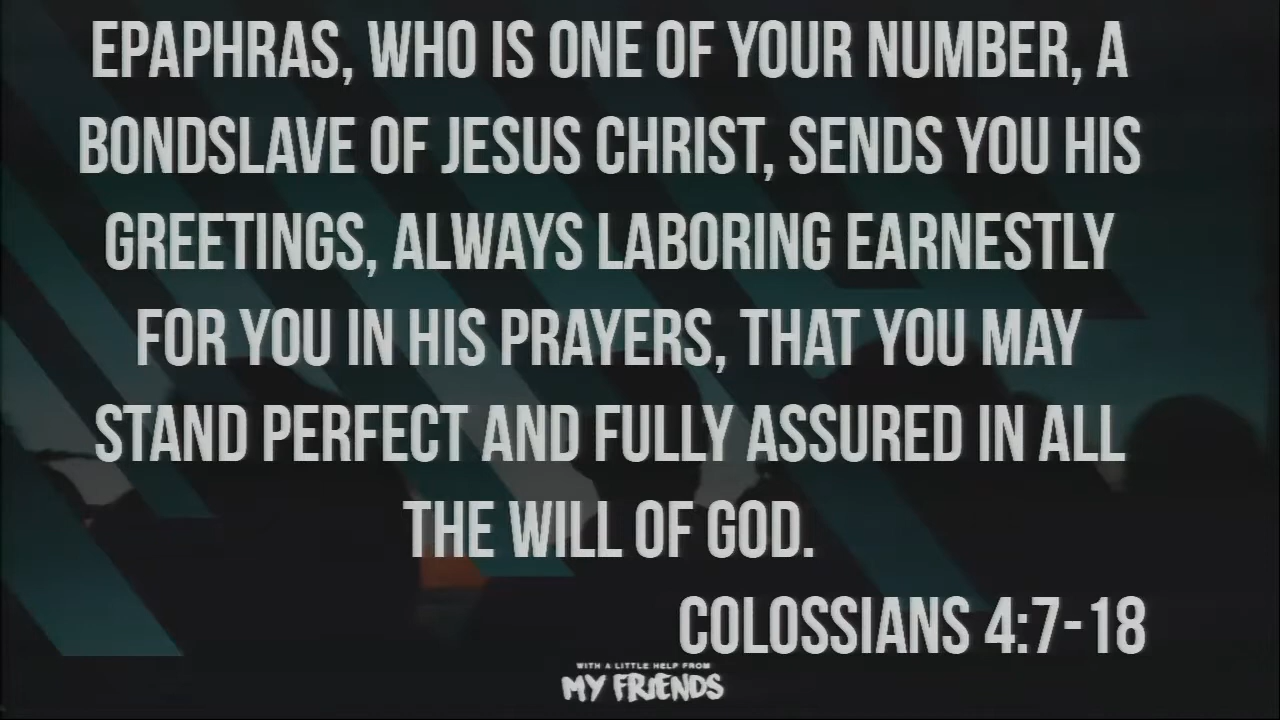 EPAPHRAS, WHO IS ONE OF YOUR NUMBER, A
BONDSLAVE OF JESUS CHRIST, SENDS YOU HIS
GREETINGS, ALWAYS LABORING EARNESTLY
FOR YOU IN HIS PRAYERS, THAT YOU MAY
STAND PERFECT AND FULLY ASSURED IN ALL
THE WILL OF GOD.
COLOSSIANS 4:7-18
WITH A LITTLE HELP FROM
MY FRIENDS